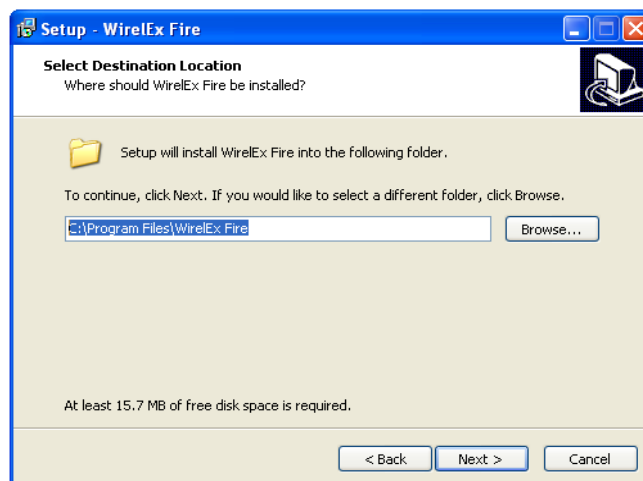 Setup - WirelEx Fire
Select Destination Location
Where should WirelEx Fire be installed?
Setup will install WirelEx Fire into the following folder.
To continue, click Next. If you would like to select a different folder, click Browse.
C:\Program Files\WirelEx Fire
Browse...
At least 15.7 MB of free disk space is required.
< Back
Next >
Cancel